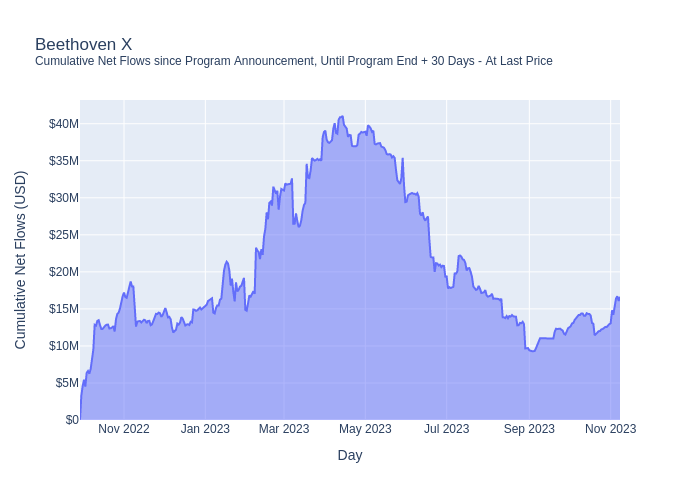 Beethoven X
Cumulative Net Flows since Program Announcement, Until Program End + 30 Days - At Last Price
Cumulative Net Flows (USD)
$40M
$35M
$30M
$25M
$20M
$15M
$10M
$5M
$0
Nov 2022 Jan 2023 Mar 2023 May 2023 Jul 2023 Sep 2023 Nov 2023
Day